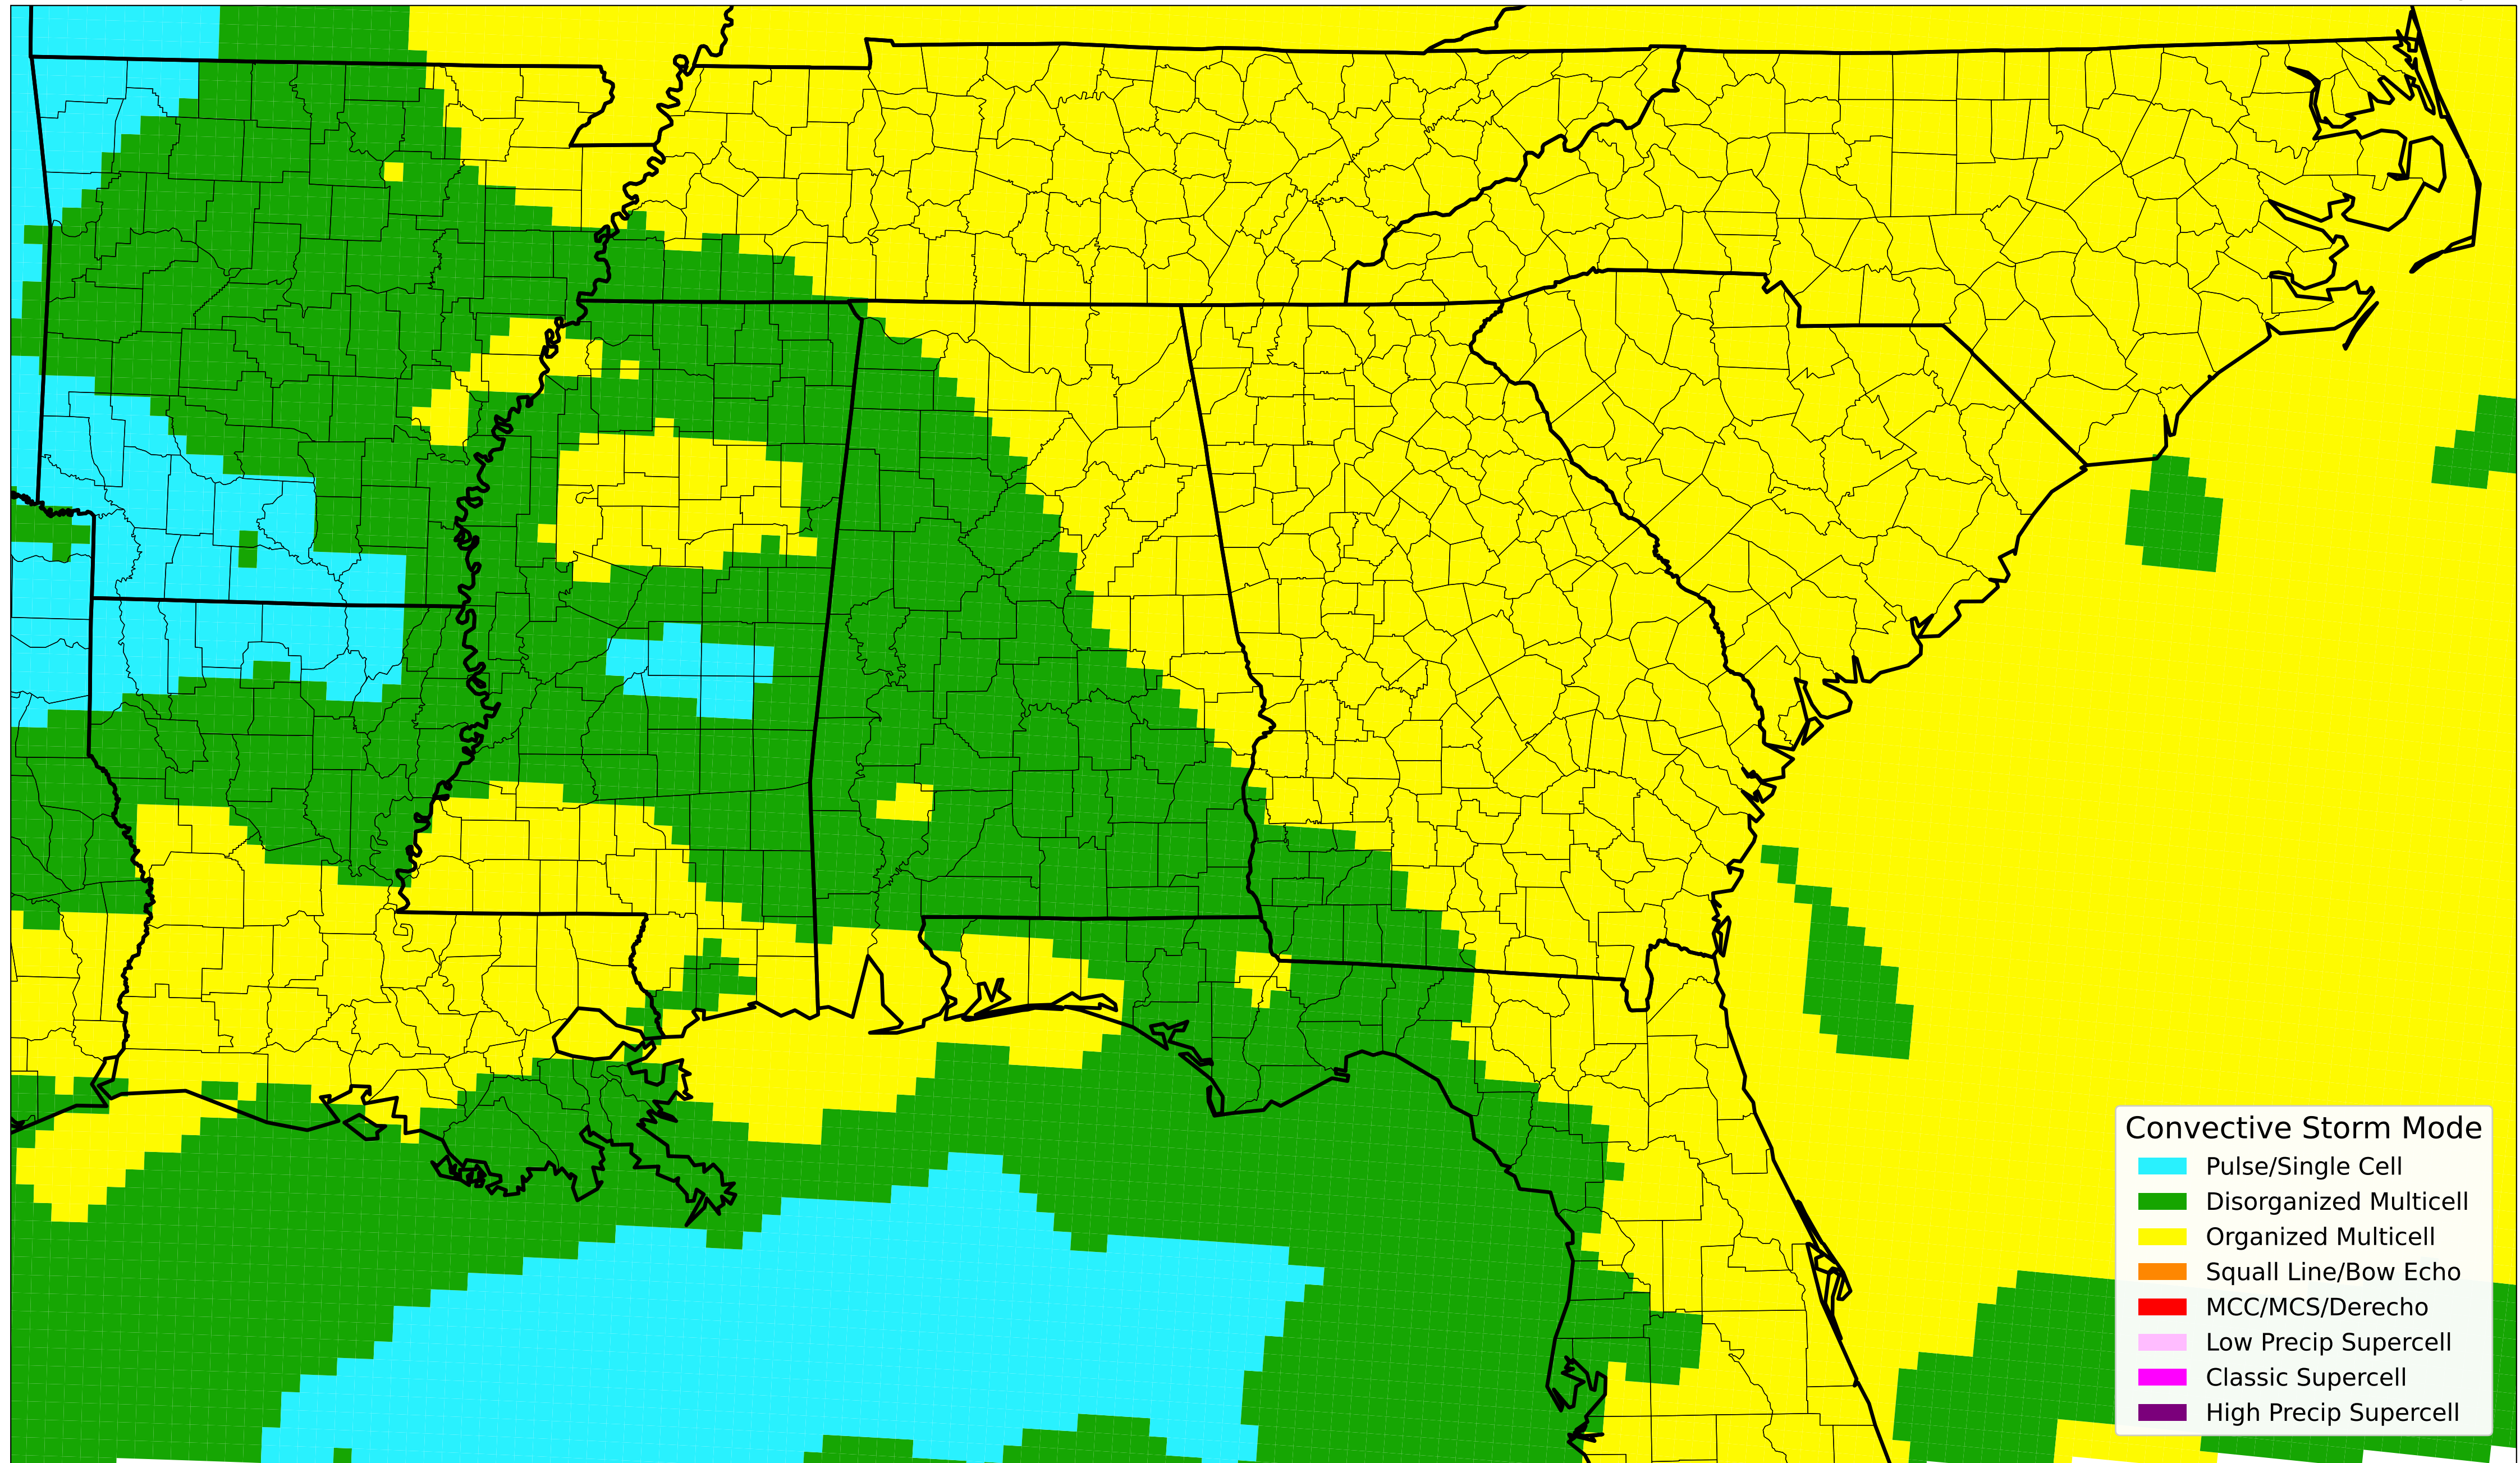 Convective Storm Mode
Pulse/Single Cell
Disorganized Multicell
Organized Multicell
Squall Line/Bow Echo
MCC/MCS/Derecho
Low Precip Supercell
Classic Supercell
High Precip Supercell